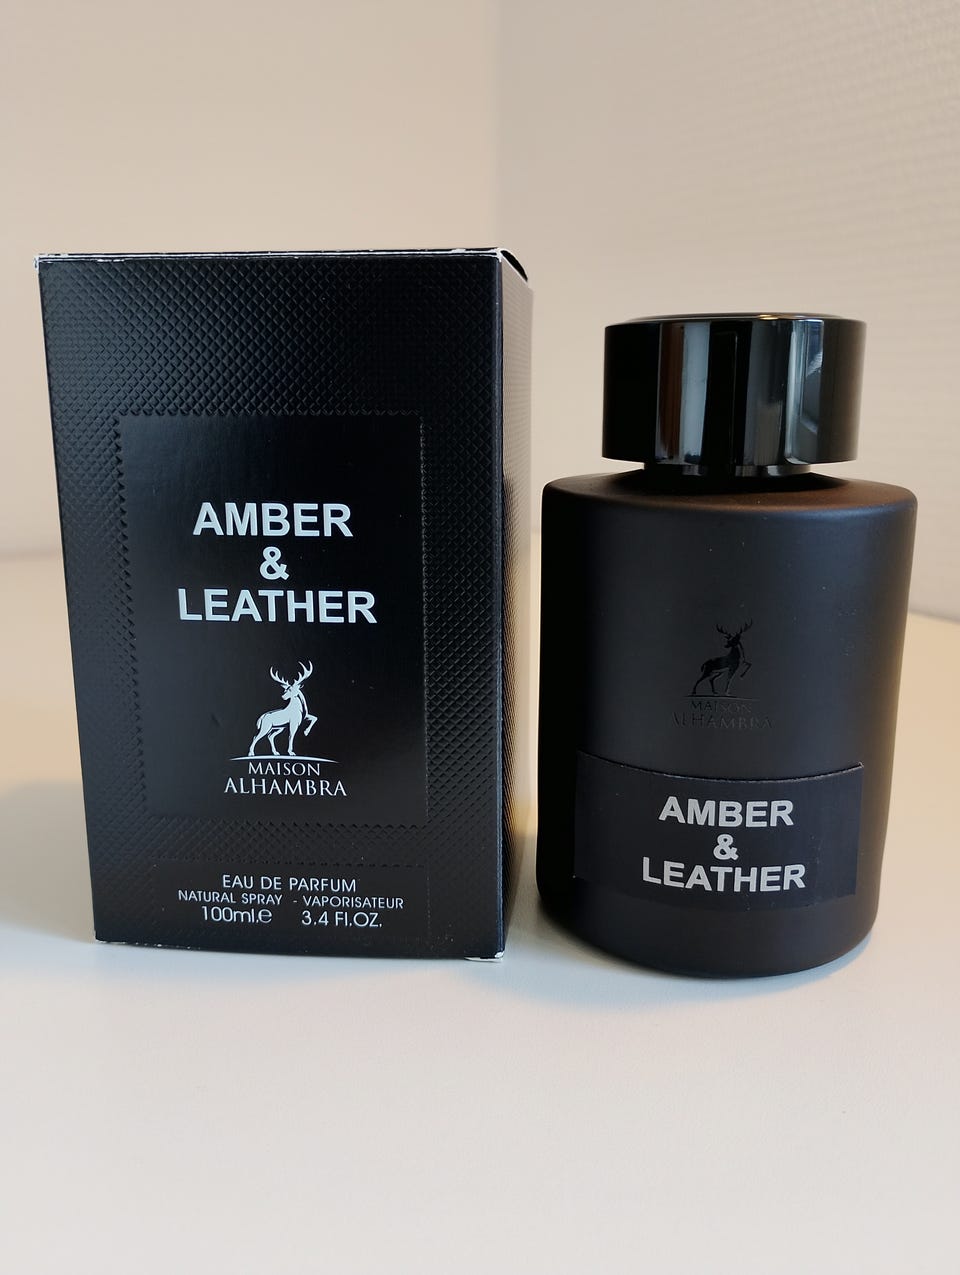 AMBER
&
LEATHER
MAISON
ALHAMBRA
EAU DE PARFUM
NATURAL SPRAY - VAPORISATEUR
100ml.e 3.4 Fl.OZ.
MAISON
ALHAMBRA
AMBER
&
LEATHER